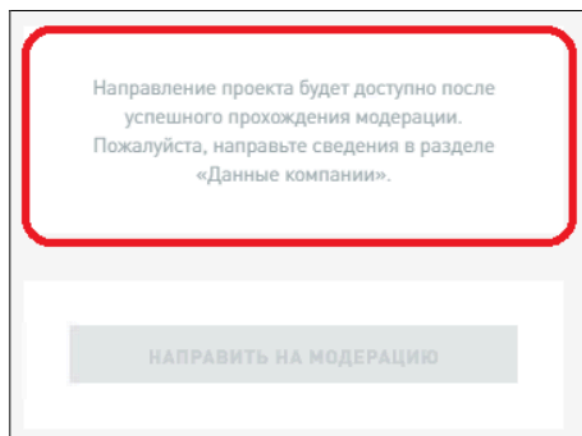 Направление проекта будет доступно после
успешного прохождения модерации.
Пожалуйста, направьте сведения в разделе
«Данные компании».
НАПРАВИТЬ НА МОДЕРАЦИЮ